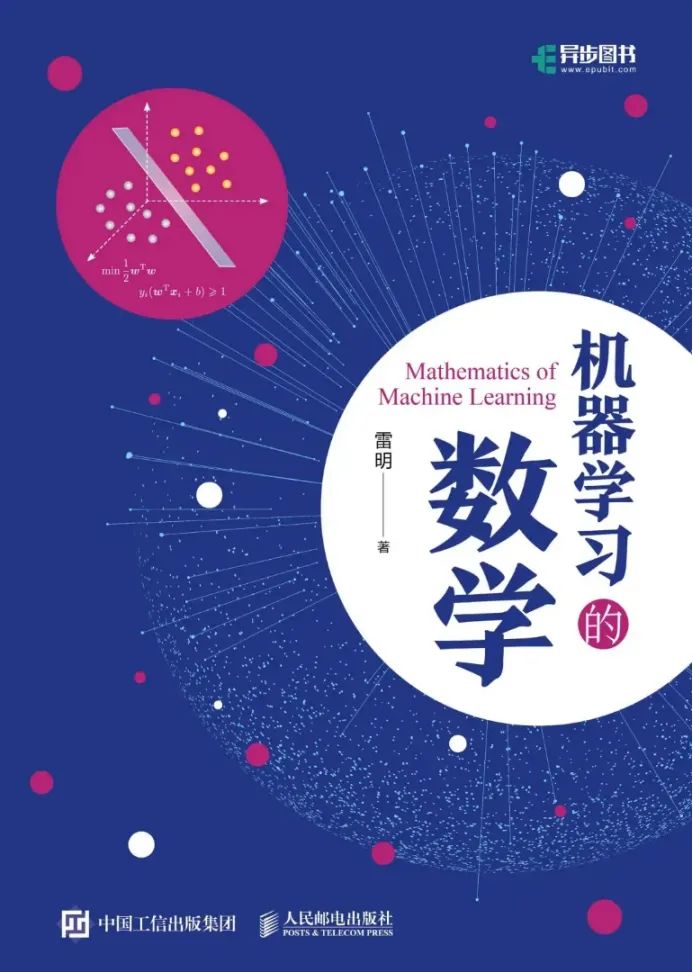 异步图书
www.epubit.com
min 1/2 wᵀw
yᵢ(wᵀxᵢ + b) ⩾ 1
Mathematics of
Machine Learning
机器学习的
数学
雷明
著
中国工信出版集团
人民邮电出版社
POSTS & TELECOM PRESS